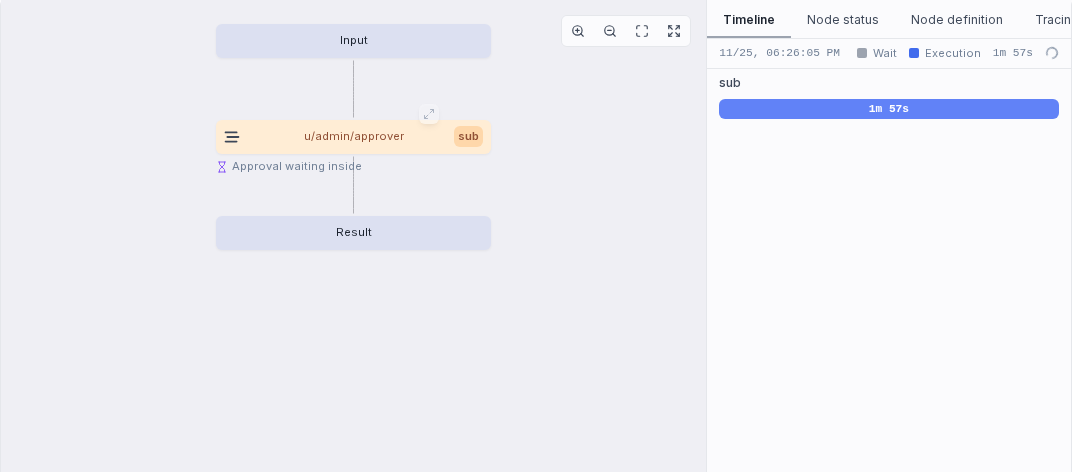 Input
u/admin/approver sub
Approval waiting inside
Result
Timeline Node status Node definition Tracin
11/25, 06:26:05 PM Wait Execution 1m 57s
sub
1m 57s